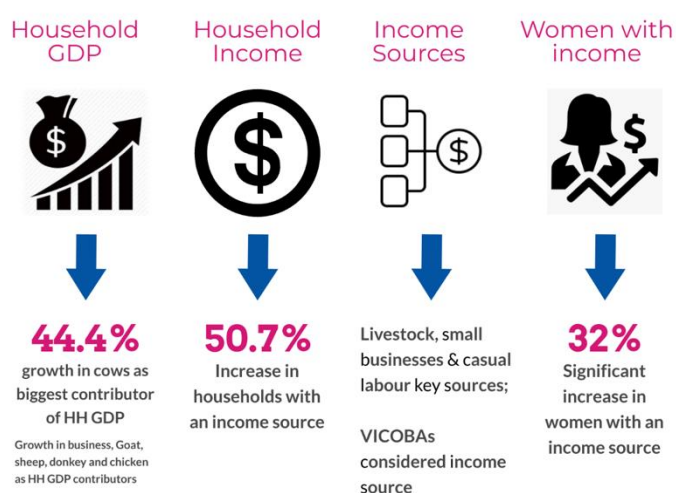 Household
GDP
$
44.4%
growth in cows as
biggest contributor
of HH GDP
Growth in business, Goat,
sheep, donkey and chicken
as HH GDP contributors
Household
Income
$
50.7%
Increase in
households with
an income source
Income
Sources
$
Livestock, small
businesses & casual
labour key sources;
VICOBAs
considered income
source
Women with
income
$
32%
Significant
increase in
women with an
income source